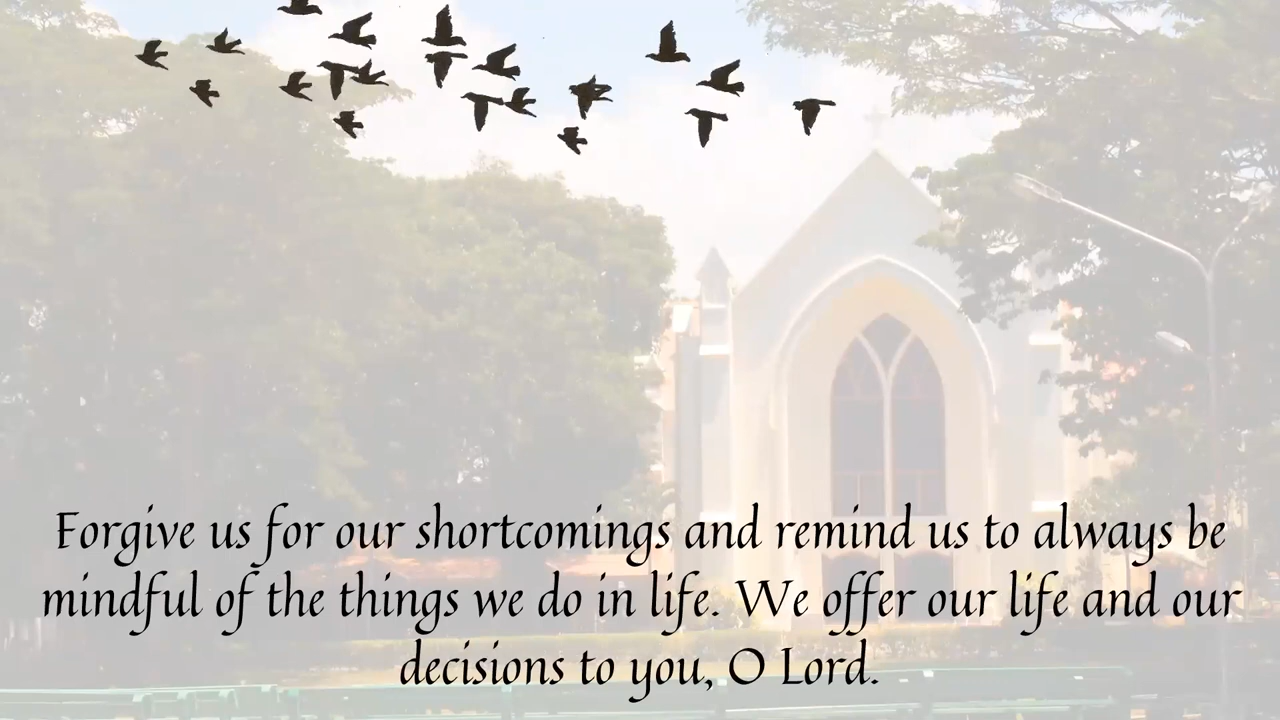 Forgive us for our shortcomings and remind us to always be
mindful of the things we do in life. We offer our life and our
decisions to you, O Lord.